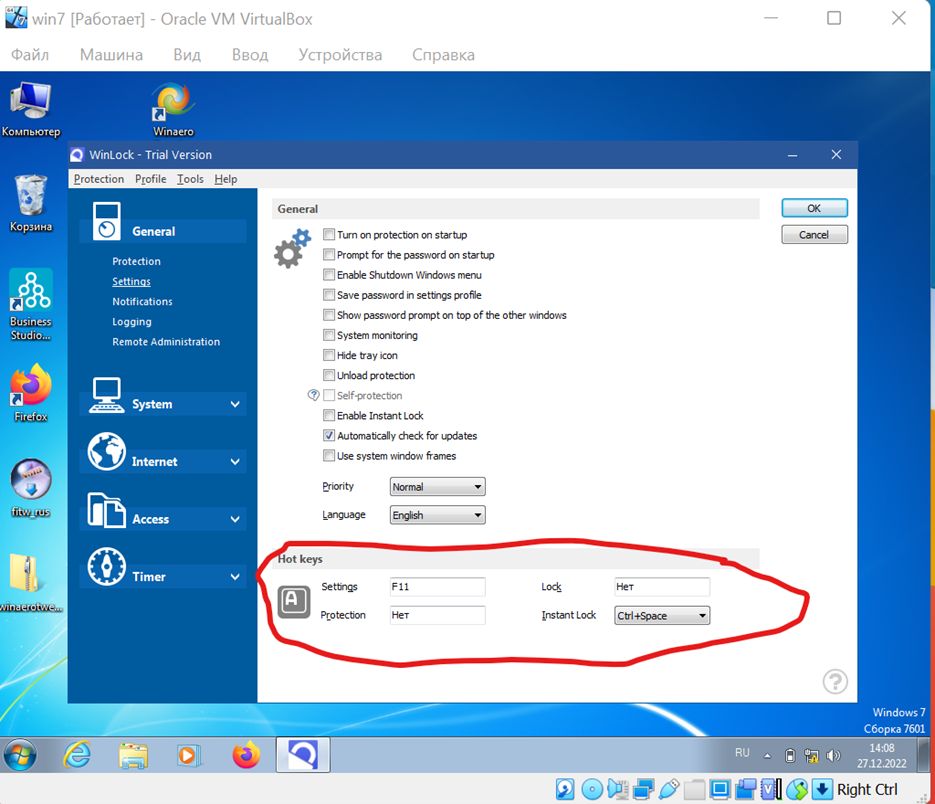 win7 [Работает] - Oracle VM VirtualBox
Файл Машина Вид Ввод Устройства Справка
Компьютер
Winaero
Корзина
Business
Studio...
Firefox
fitw_rus
winaerotwe...
WinLock - Trial Version
Protection Profile Tools Help
General
Protection
Settings
Notifications
Logging
Remote Administration
System
Internet
Access
Timer
General
OK
Cancel
Turn on protection on startup
Prompt for the password on startup
Enable Shutdown Windows menu
Save password in settings profile
Show password prompt on top of the other windows
System monitoring
Hide tray icon
Unload protection
Self-protection
Enable Instant Lock
Automatically check for updates
Use system window frames
Priority Normal
Language English
Hot keys
A
Settings F11 Lock Нет
Protection Нет Instant Lock Ctrl+Space
Windows 7
Сборка 7601
RU
14:08
27.12.2022
Right Ctrl